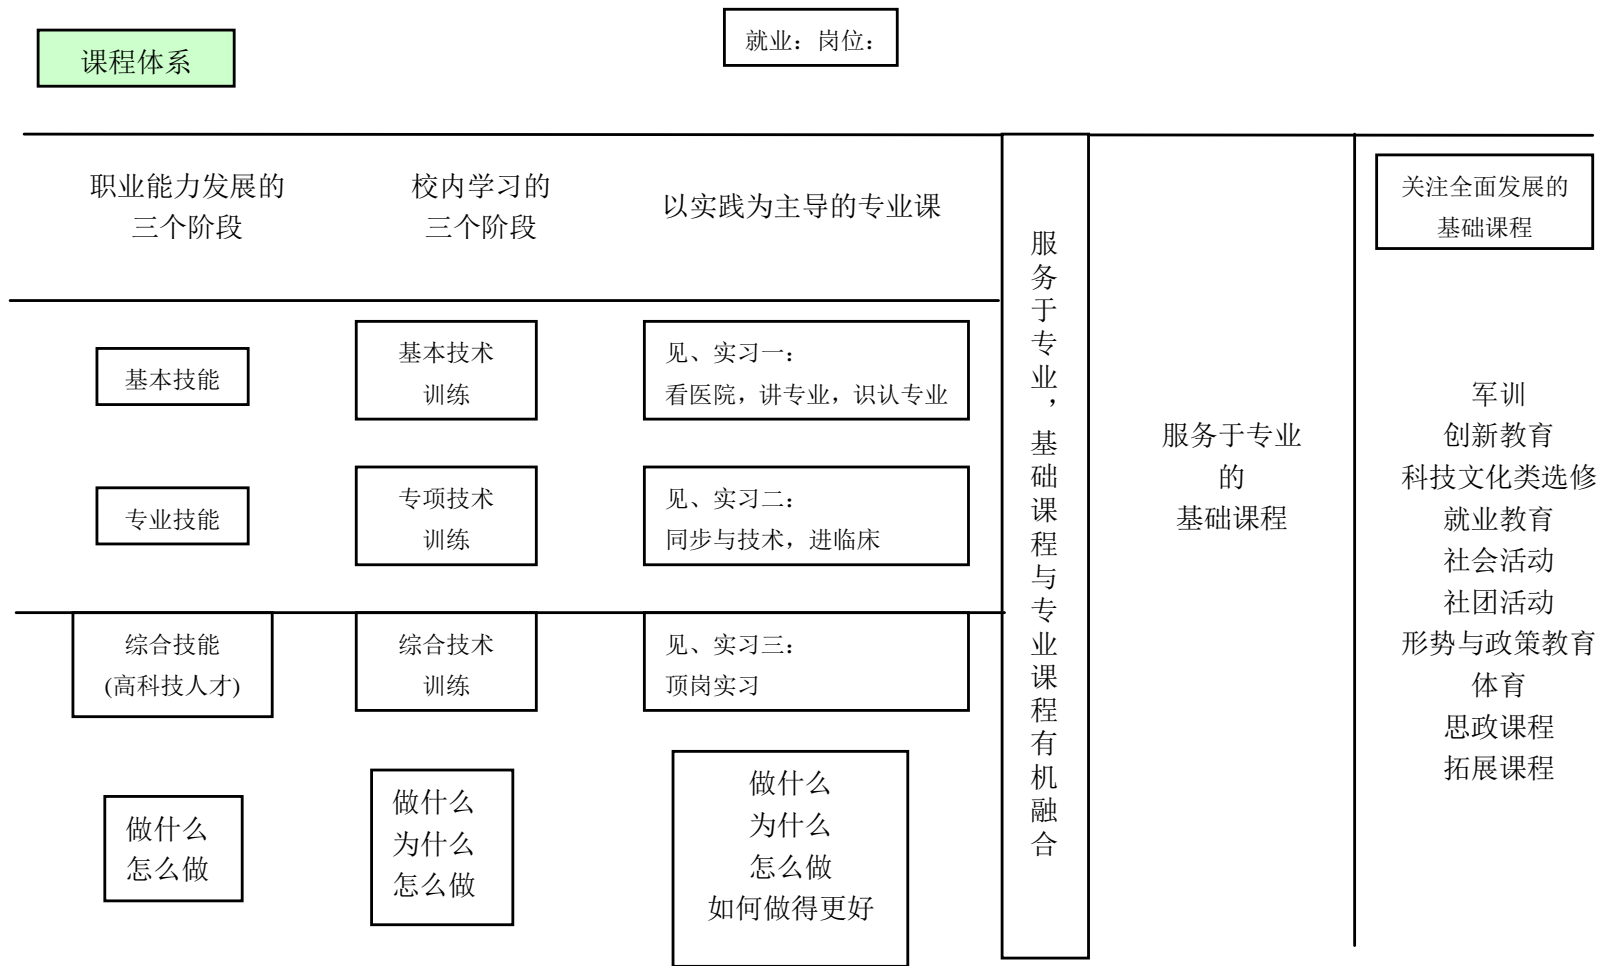 课程体系
就业：岗位：
职业能力发展的
三个阶段
校内学习的
三个阶段
以实践为主导的专业课
服务于专业，基础课程与专业课程有机融合
关注全面发展的
基础课程
基本技能
基本技术
训练
见、实习一：
看医院，讲专业，识认专业
专业技能
专项技术
训练
见、实习二：
同步与技术，进临床
综合技能
(高科技人才)
综合技术
训练
见、实习三：
顶岗实习
做什么
怎么做
做什么
为什么
怎么做
做什么
为什么
怎么做
如何做得更好
服务于专业
的
基础课程
军训
创新教育
科技文化类选修
就业教育
社会活动
社团活动
形势与政策教育
体育
思政课程
拓展课程